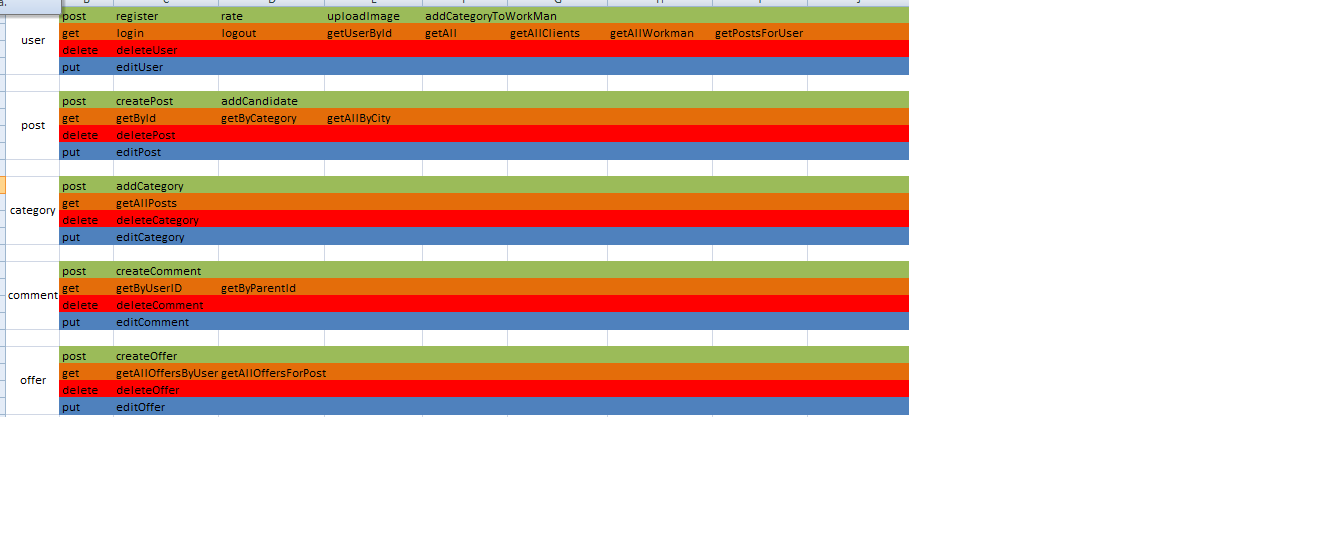 a.
post register rate uploadImage addCategoryToWorkMan
get login logout getUserById getAll getAllClients getAllWorkman getPostsForUser
user
delete deleteUser
put editUser
post createPost addCandidate
get getById getByCategory getAllByCity
post
delete deletePost
put editPost
post addCategory
get getAllPosts
category
delete deleteCategory
put editCategory
post createComment
get getByUserID getByParentId
comment
delete deleteComment
put editComment
post createOffer
get getAllOffersByUser getAllOffersForPost
offer
delete deleteOffer
put editOffer